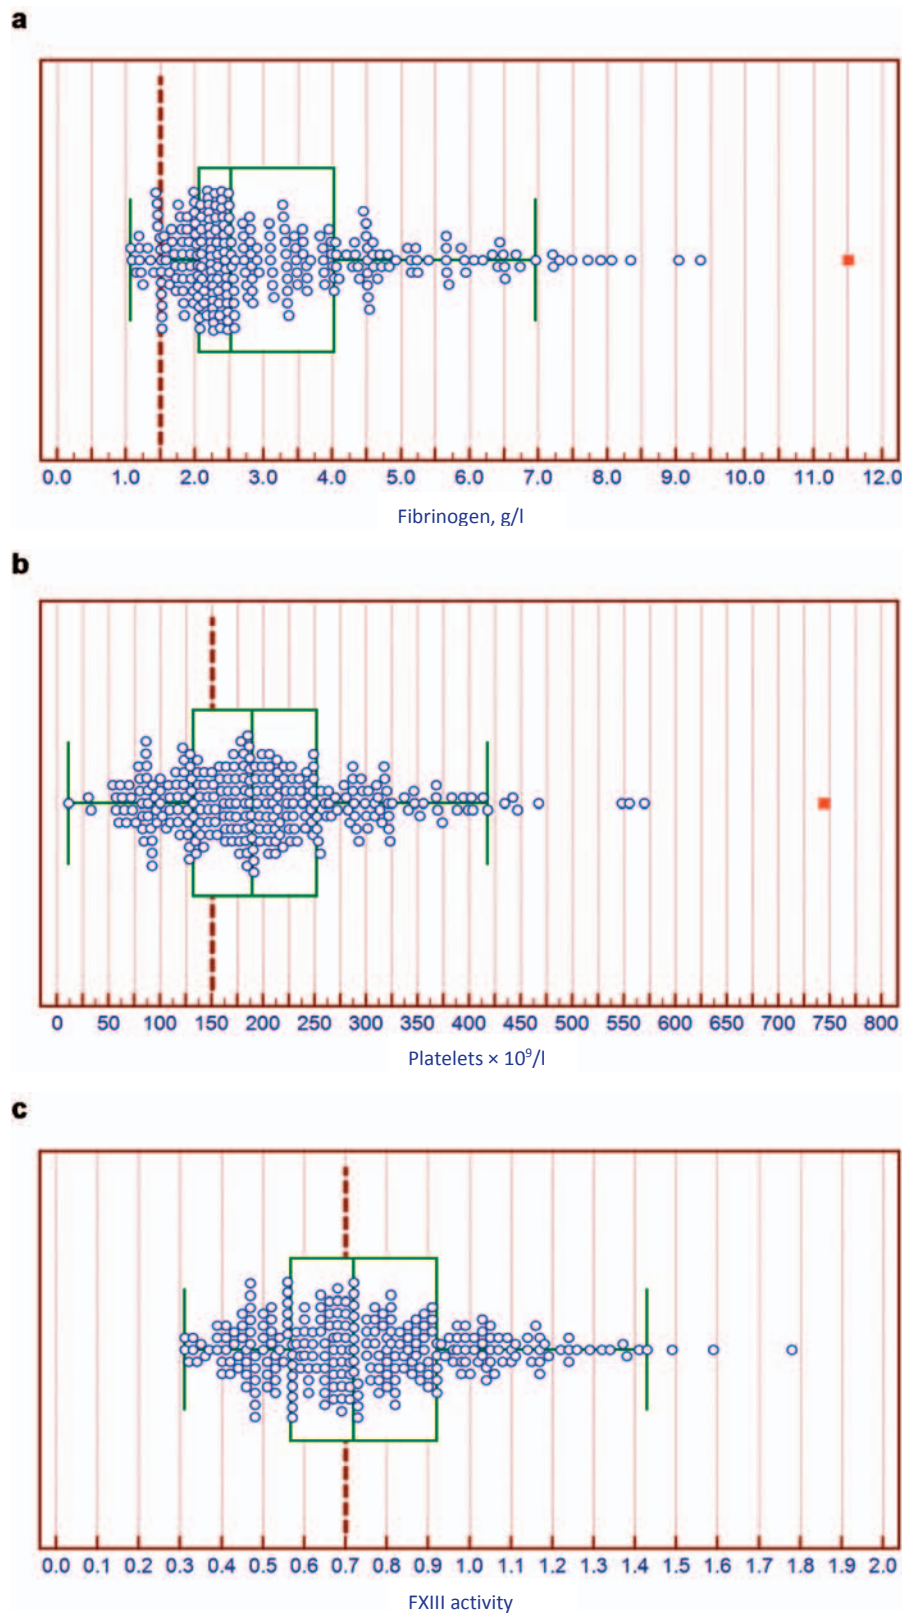 a
0.0 1.0 2.0 3.0 4.0 5.0 6.0 7.0 8.0 9.0 10.0 11.0 12.0
Fibrinogen, g/l
b
0 50 100 150 200 250 300 350 400 450 500 550 600 650 700 750 800
Platelets × 10⁹/l
c
0.0 0.1 0.2 0.3 0.4 0.5 0.6 0.7 0.8 0.9 1.0 1.1 1.2 1.3 1.4 1.5 1.6 1.7 1.8 1.9 2.0
FXIII activity